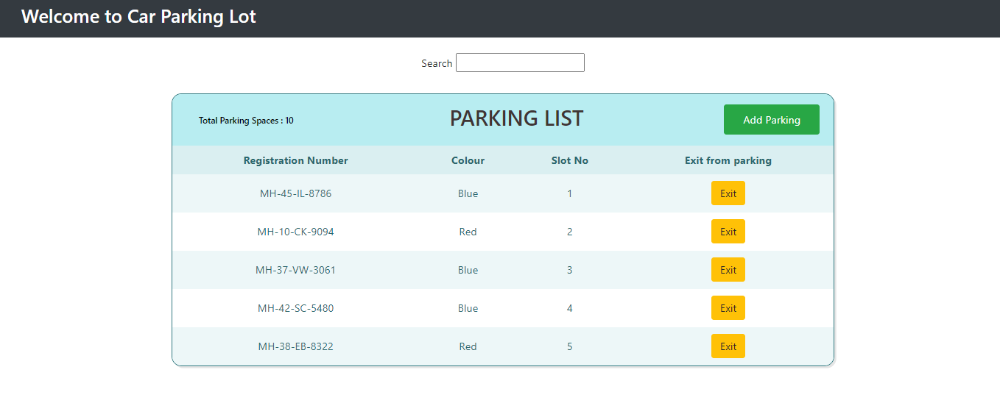 Welcome to Car Parking Lot
Search
Total Parking Spaces : 10 PARKING LIST Add Parking
Registration Number Colour Slot No Exit from parking
MH-45-IL-8786 Blue 1 Exit
MH-10-CK-9094 Red 2 Exit
MH-37-VW-3061 Blue 3 Exit
MH-42-SC-5480 Blue 4 Exit
MH-38-EB-8322 Red 5 Exit